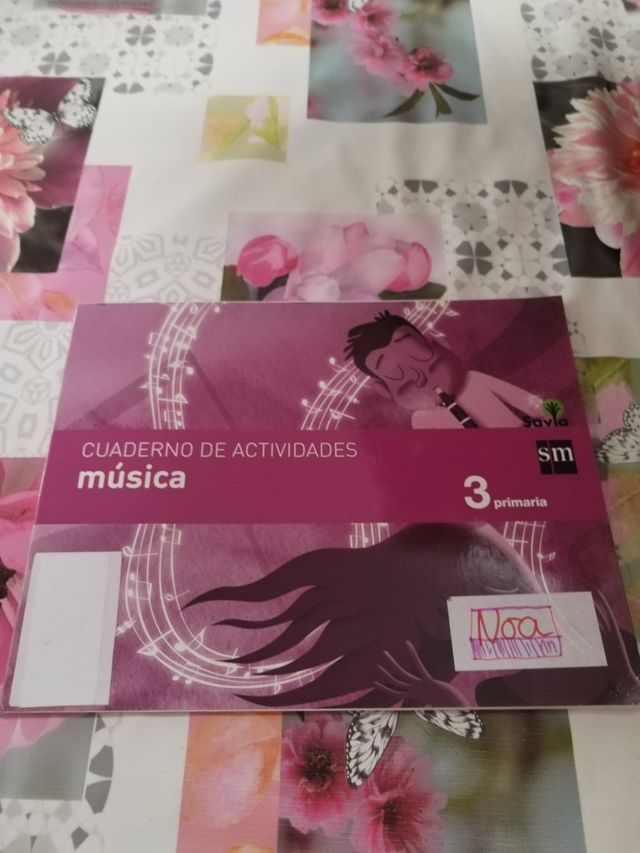 Savia
CUADERNO DE ACTIVIDADES
música
sm
3 primaria
Noa